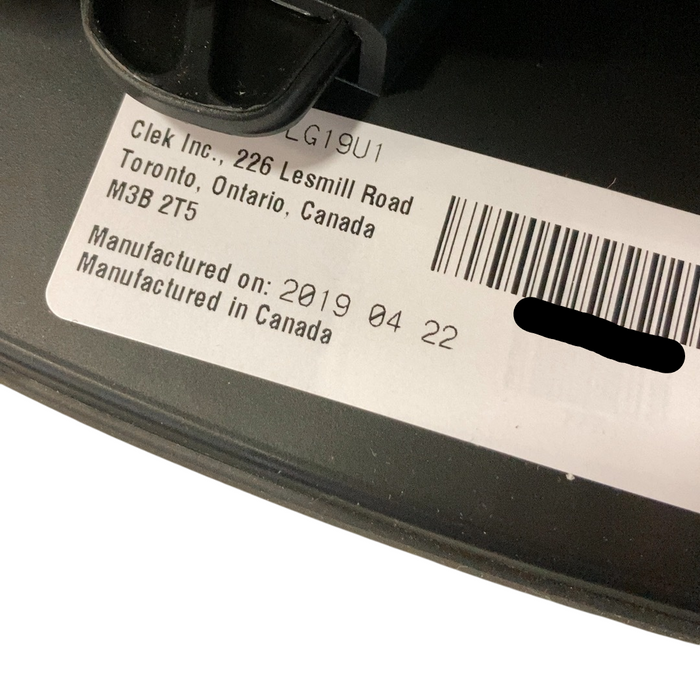 LG19U1
Clek Inc., 226 Lesmill Road
Toronto, Ontario, Canada
M3B 2T5
Manufactured on: 2019 04 22
Manufactured in Canada